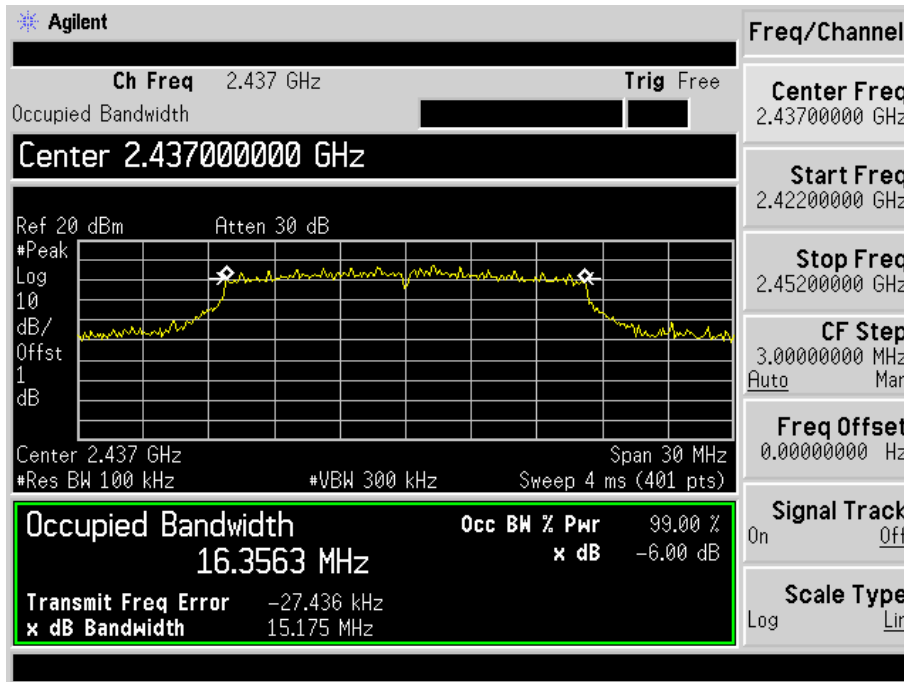 Agilent
Freq/Channel
Ch Freq 2.437 GHz Trig Free
Occupied Bandwidth
Center 2.437000000 GHz
Ref 20 dBm Atten 30 dB
#Peak
Log
10
dB/
Offst
1
dB
Center 2.437 GHz Span 30 MHz
#Res BW 100 kHz #VBW 300 kHz Sweep 4 ms (401 pts)
Occupied Bandwidth
16.3563 MHz
Occ BW % Pwr 99.00 %
x dB -6.00 dB
Transmit Freq Error -27.436 kHz
x dB Bandwidth 15.175 MHz
Center Freq
2.43700000 GHz
Start Freq
2.42200000 GHz
Stop Freq
2.45200000 GHz
CF Step
3.00000000 MHz
Auto Man
Freq Offset
0.00000000 Hz
Signal Track
On Off
Scale Type
Log Lin